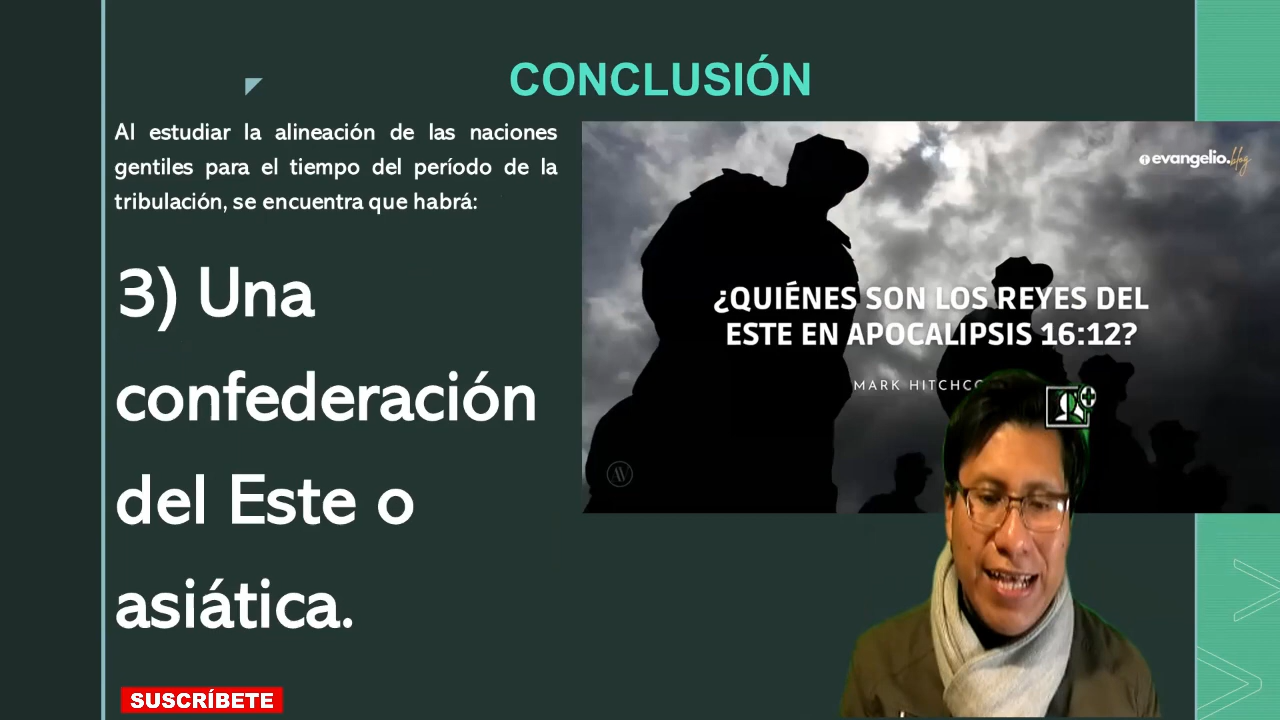 CONCLUSIÓN
Al estudiar la alineación de las naciones
gentiles para el tiempo del período de la
tribulación, se encuentra que habrá:
3) Una
confederación
del Este o
asiática.
evangelio.blog
¿QUIÉNES SON LOS REYES DEL
ESTE EN APOCALIPSIS 16:12?
MARK HITCHCO
SUSCRÍBETE